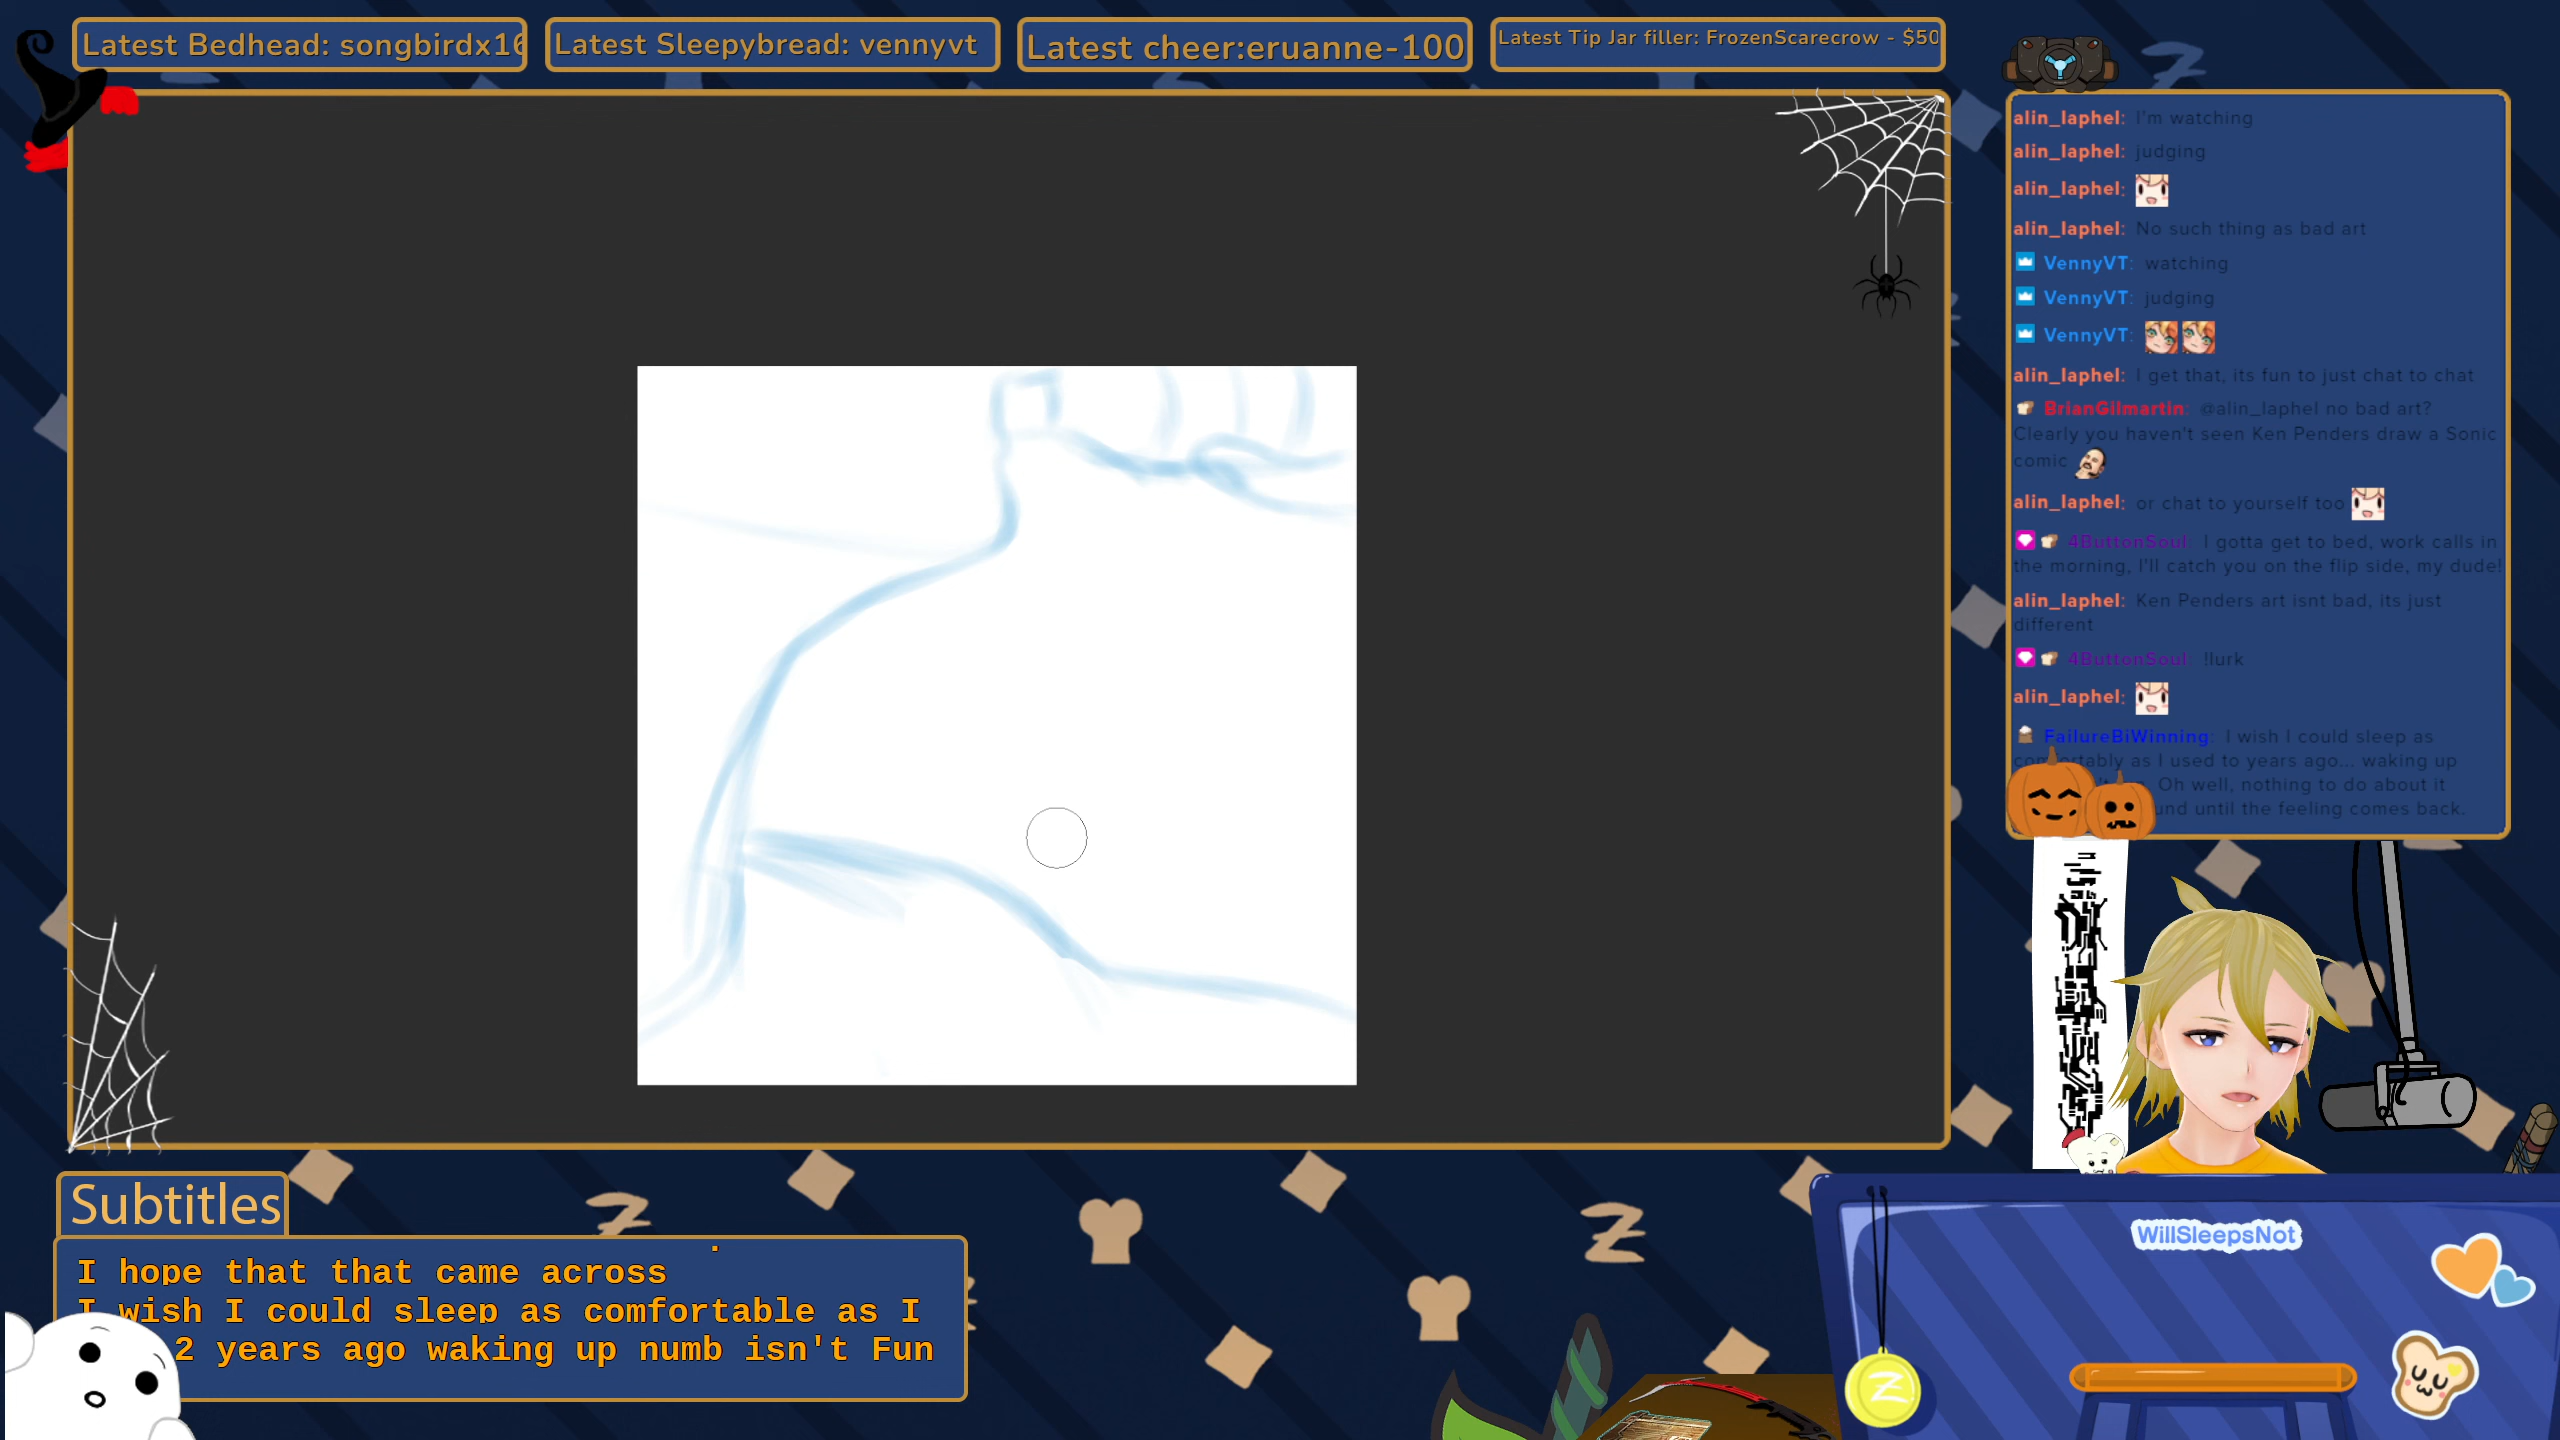 Latest Bedhead: songbirdx16
Latest Sleepybread: vennyvt
Latest cheer:eruanne-100
Latest Tip Jar filler: FrozenScarecrow - $50
alin_laphel: I'm watching
alin_laphel: judging
alin_laphel:
alin_laphel: No such thing as bad art
VennyVT: watching
VennyVT: judging
VennyVT:
alin_laphel: I get that, its fun to just chat to chat
BrianGilmartin: @alin_laphel no bad art?
Clearly you haven't seen Ken Penders draw a Sonic
comic
alin_laphel: or chat to yourself too
4ButtonSoul: I gotta get to bed, work calls in
the morning, I'll catch you on the flip side, my dude!
alin_laphel: Ken Penders art isnt bad, its just
different
4ButtonSoul: !lurk
alin_laphel:
FailureBiWinning: I wish I could sleep as
as I used to years ago... waking up
Oh well, nothing to do about it
until the feeling comes back.
Subtitles
I hope that that came across
I wish I could sleep as comfortable as I
2 years ago waking up numb isn't Fun
WillSleepsNot
Z